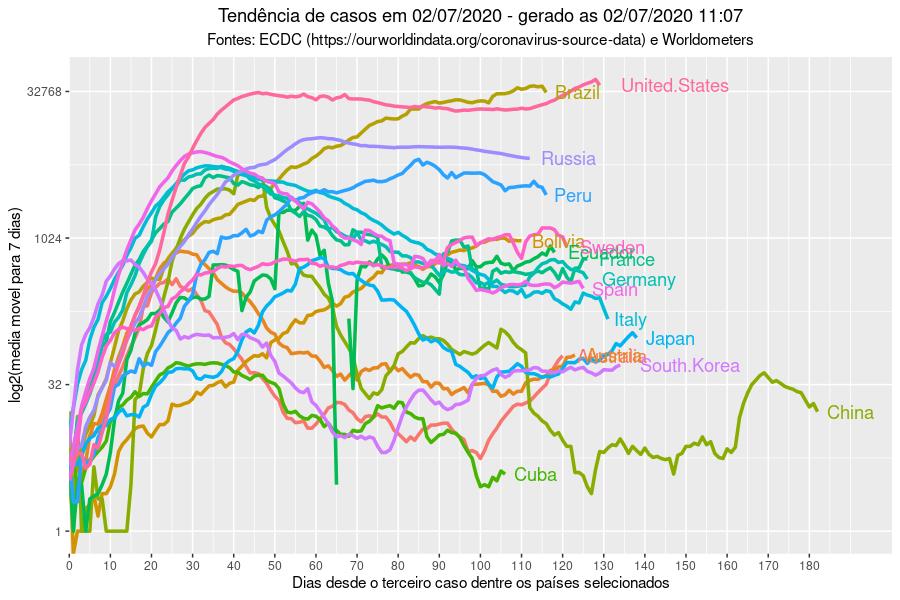 Tendência de casos em 02/07/2020 - gerado as 02/07/2020 11:07
Fontes: ECDC (https://ourworldindata.org/coronavirus-source-data) e Worldometers
log2(media movel para 7 dias)
32768
1024
32
1
United.States
Brazil
Russia
Peru
Bolivia
Sweden
Ecuador
France
Germany
Spain
Italy
Japan
Austria
South.Korea
China
Cuba
0 10 20 30 40 50 60 70 80 90 100 110 120 130 140 150 160 170 180
Dias desde o terceiro caso dentre os países selecionados